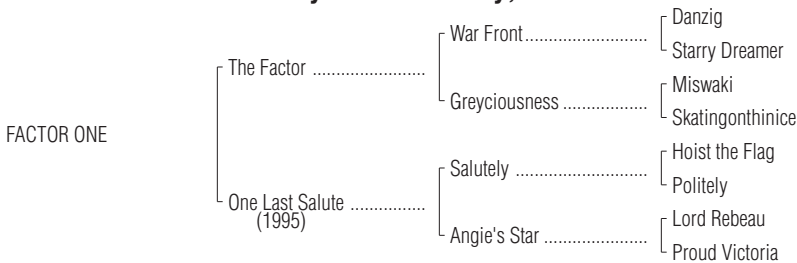 Danzig
War Front
Starry Dreamer
The Factor
Miswaki
Greyciousness
Skatingonthinice
FACTOR ONE
Hoist the Flag
Salutely
Politely
One Last Salute
(1995)
Lord Rebeau
Angie's Star
Proud Victoria